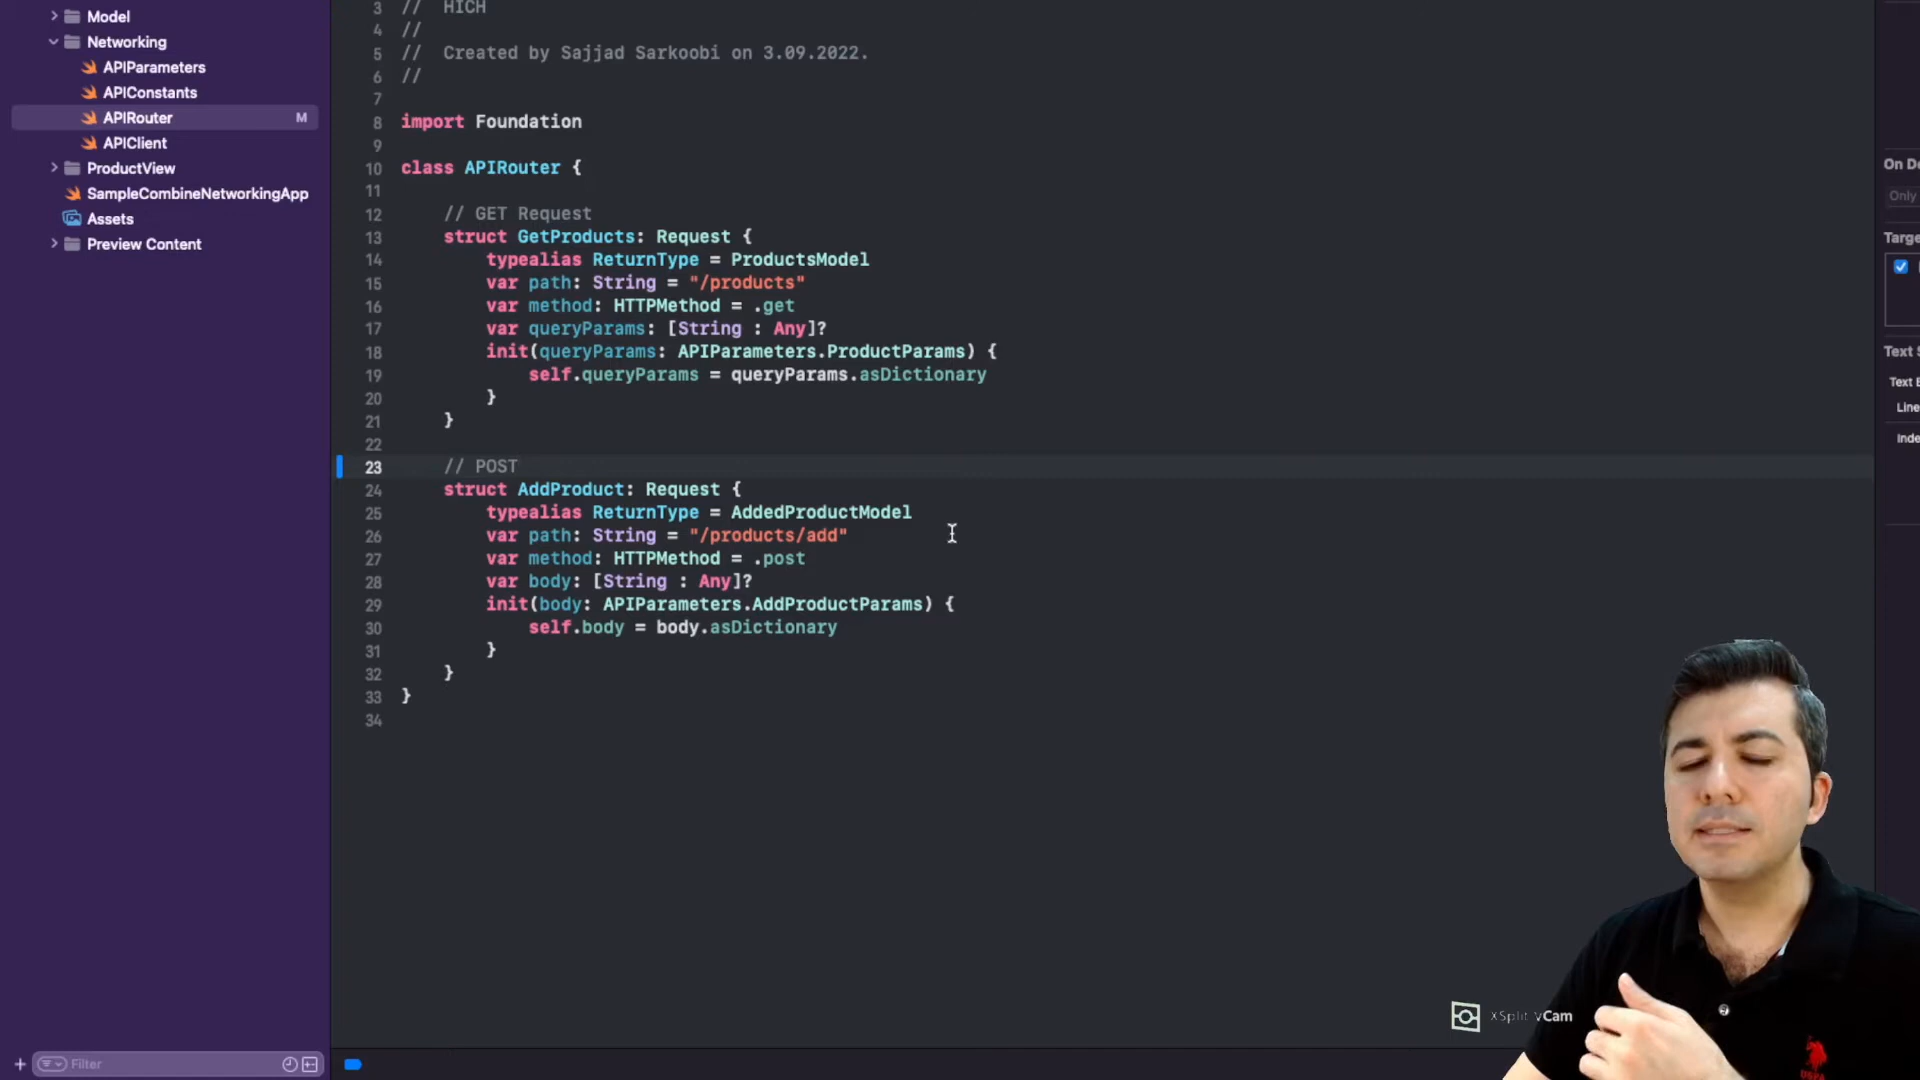 Model
Networking
APIParameters
APIConstants
APIRouter M
APIClient
ProductView
SampleCombineNetworkingApp
Assets
Preview Content
+ Filter
3 // HICH
4 //
5 // Created by Sajjad Sarkoobi on 3.09.2022.
6 //
7
8 import Foundation
9
10 class APIRouter {
11
12 // GET Request
13 struct GetProducts: Request {
14 typealias ReturnType = ProductsModel
15 var path: String = "/products"
16 var method: HTTPMethod = .get
17 var queryParams: [String : Any]?
18 init(queryParams: APIParameters.ProductParams) {
19 self.queryParams = queryParams.asDictionary
20 }
21 }
22
23 // POST
24 struct AddProduct: Request {
25 typealias ReturnType = AddedProductModel
26 var path: String = "/products/add"
27 var method: HTTPMethod = .post
28 var body: [String : Any]?
29 init(body: APIParameters.AddProductParams) {
30 self.body = body.asDictionary
31 }
32 }
33 }
34
On De
Only
Targe
Text S
Text E
Line
Inde
XSplit VCam